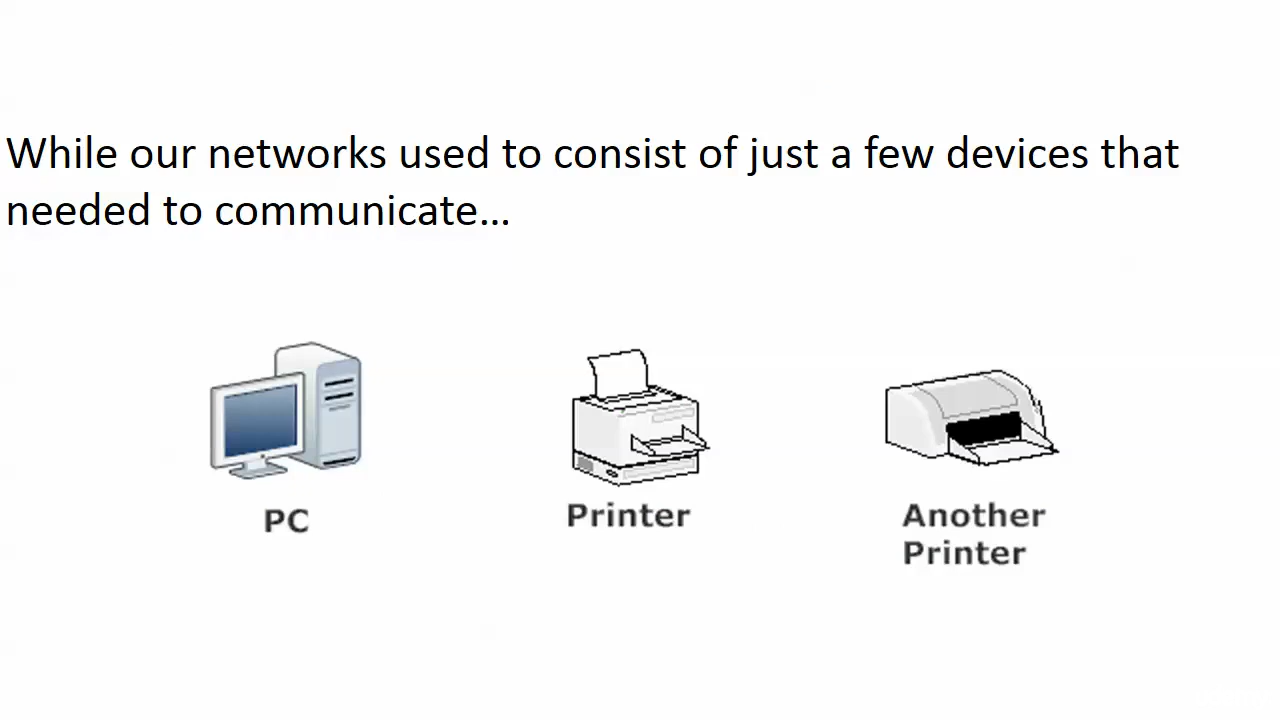 While our networks used to consist of just a few devices that
needed to communicate…
PC
Printer
Another
Printer